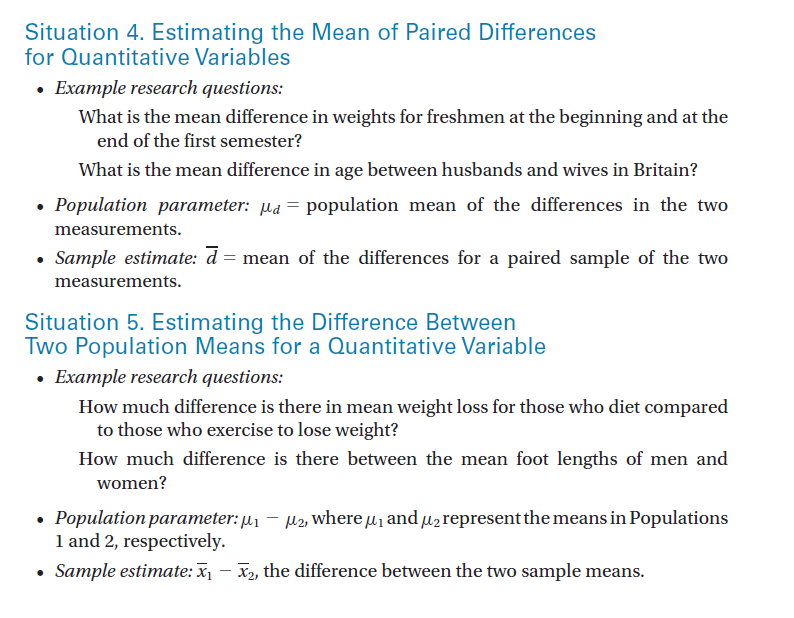 Situation 4. Estimating the Mean of Paired Differences
for Quantitative Variables
• Example research questions:
What is the mean difference in weights for freshmen at the beginning and at the
end of the first semester?
What is the mean difference in age between husbands and wives in Britain?
• Population parameter: μd = population mean of the differences in the two
measurements.
• Sample estimate: d̅ = mean of the differences for a paired sample of the two
measurements.
Situation 5. Estimating the Difference Between
Two Population Means for a Quantitative Variable
• Example research questions:
How much difference is there in mean weight loss for those who diet compared
to those who exercise to lose weight?
How much difference is there between the mean foot lengths of men and
women?
• Population parameter: μ₁ − μ₂, where μ₁ and μ₂ represent the means in Populations
1 and 2, respectively.
• Sample estimate: x̅₁ − x̅₂, the difference between the two sample means.